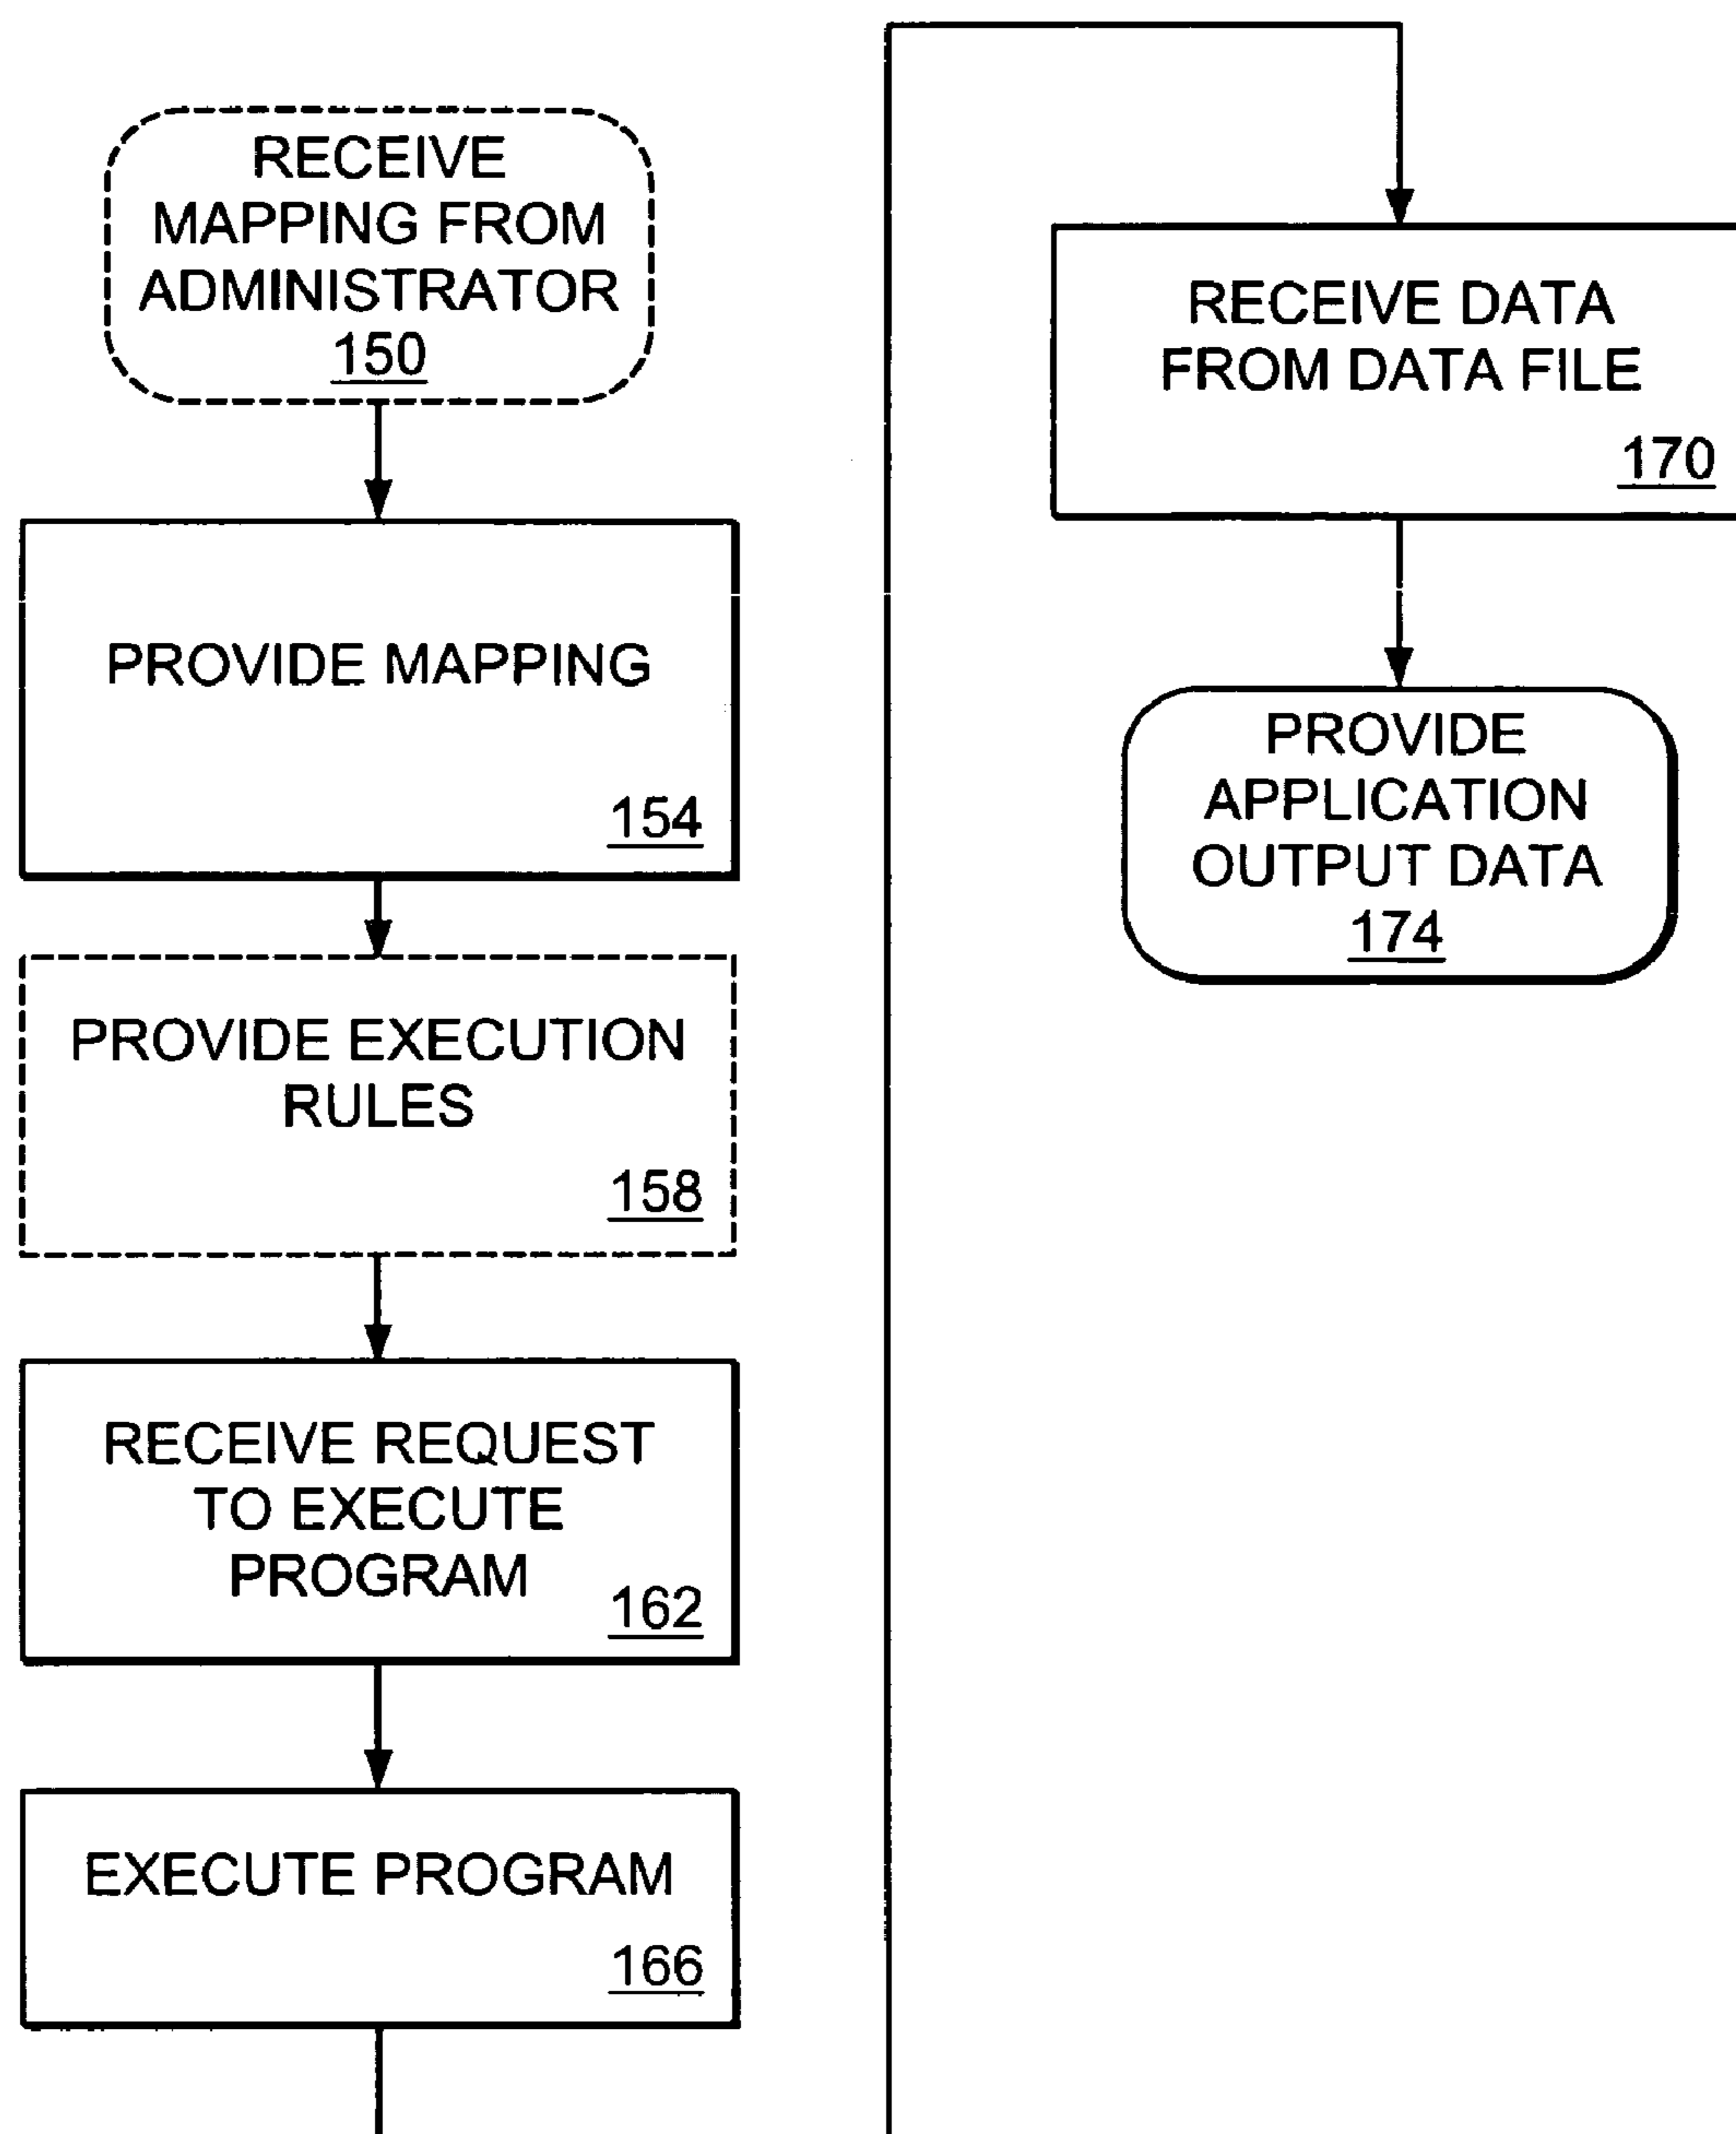 RECEIVE
MAPPING FROM
ADMINISTRATOR
150
PROVIDE MAPPING
154
PROVIDE EXECUTION
RULES
158
RECEIVE REQUEST
TO EXECUTE
PROGRAM
162
EXECUTE PROGRAM
166
RECEIVE DATA
FROM DATA FILE
170
PROVIDE
APPLICATION
OUTPUT DATA
174